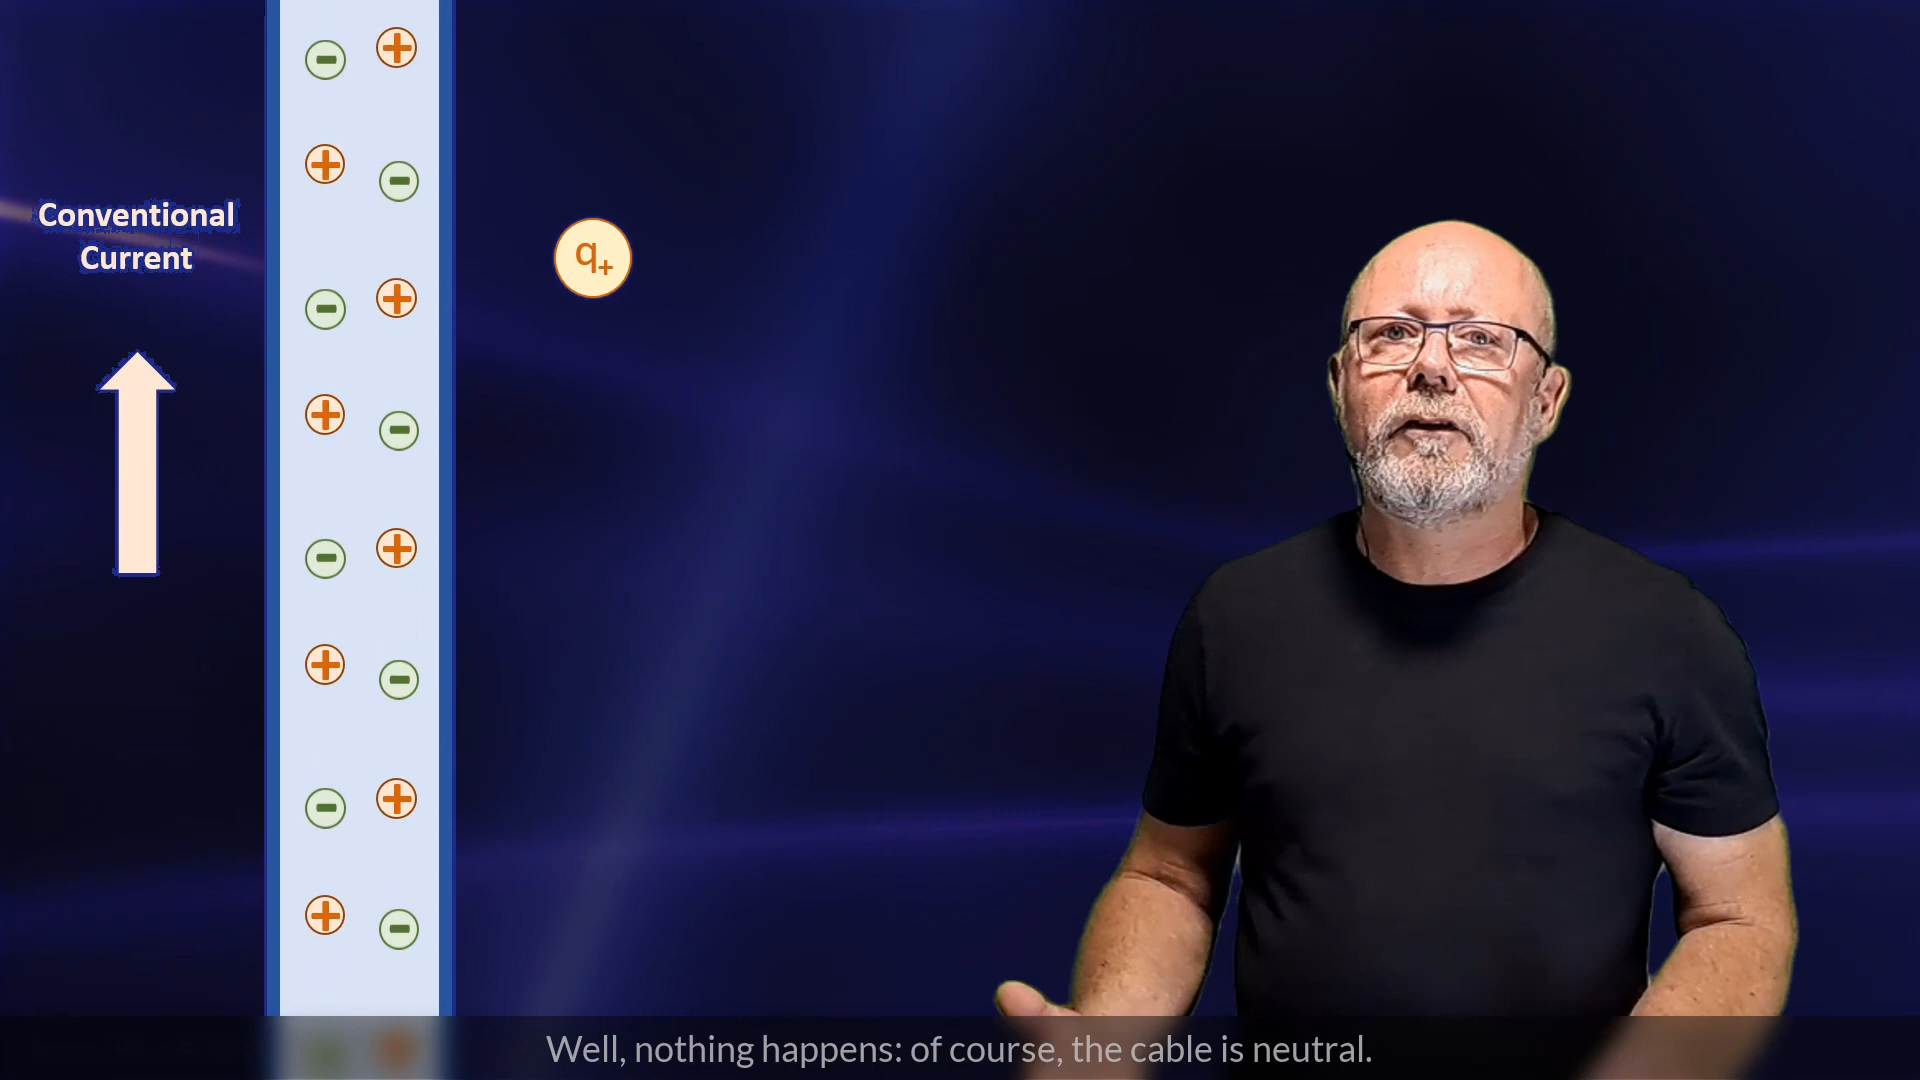 Conventional
Current
q+
Well, nothing happens: of course, the cable is neutral.